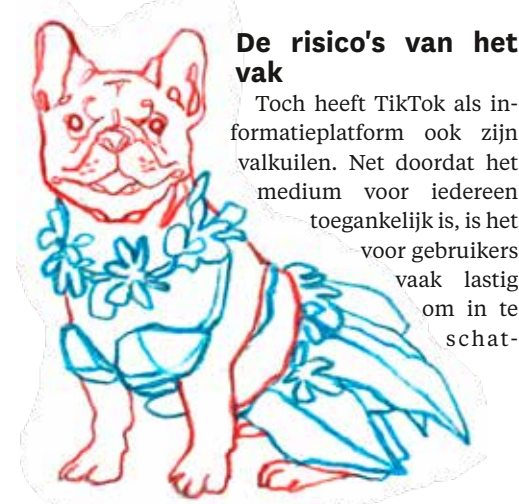 De risico's van het
vak
Toch heeft TikTok als in-
formatieplatform ook zijn
valkuilen. Net doordat het
medium voor iedereen
toegankelijk is, is het
voor gebruikers
vaak lastig
om in te
schat-